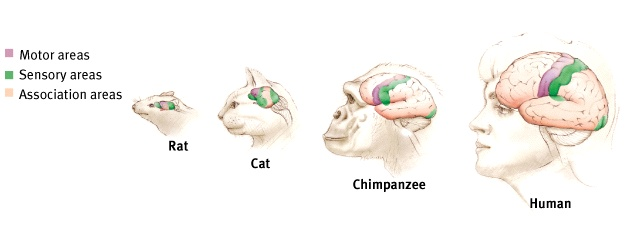 Motor areas
Sensory areas
Association areas
Rat
Cat
Chimpanzee
Human